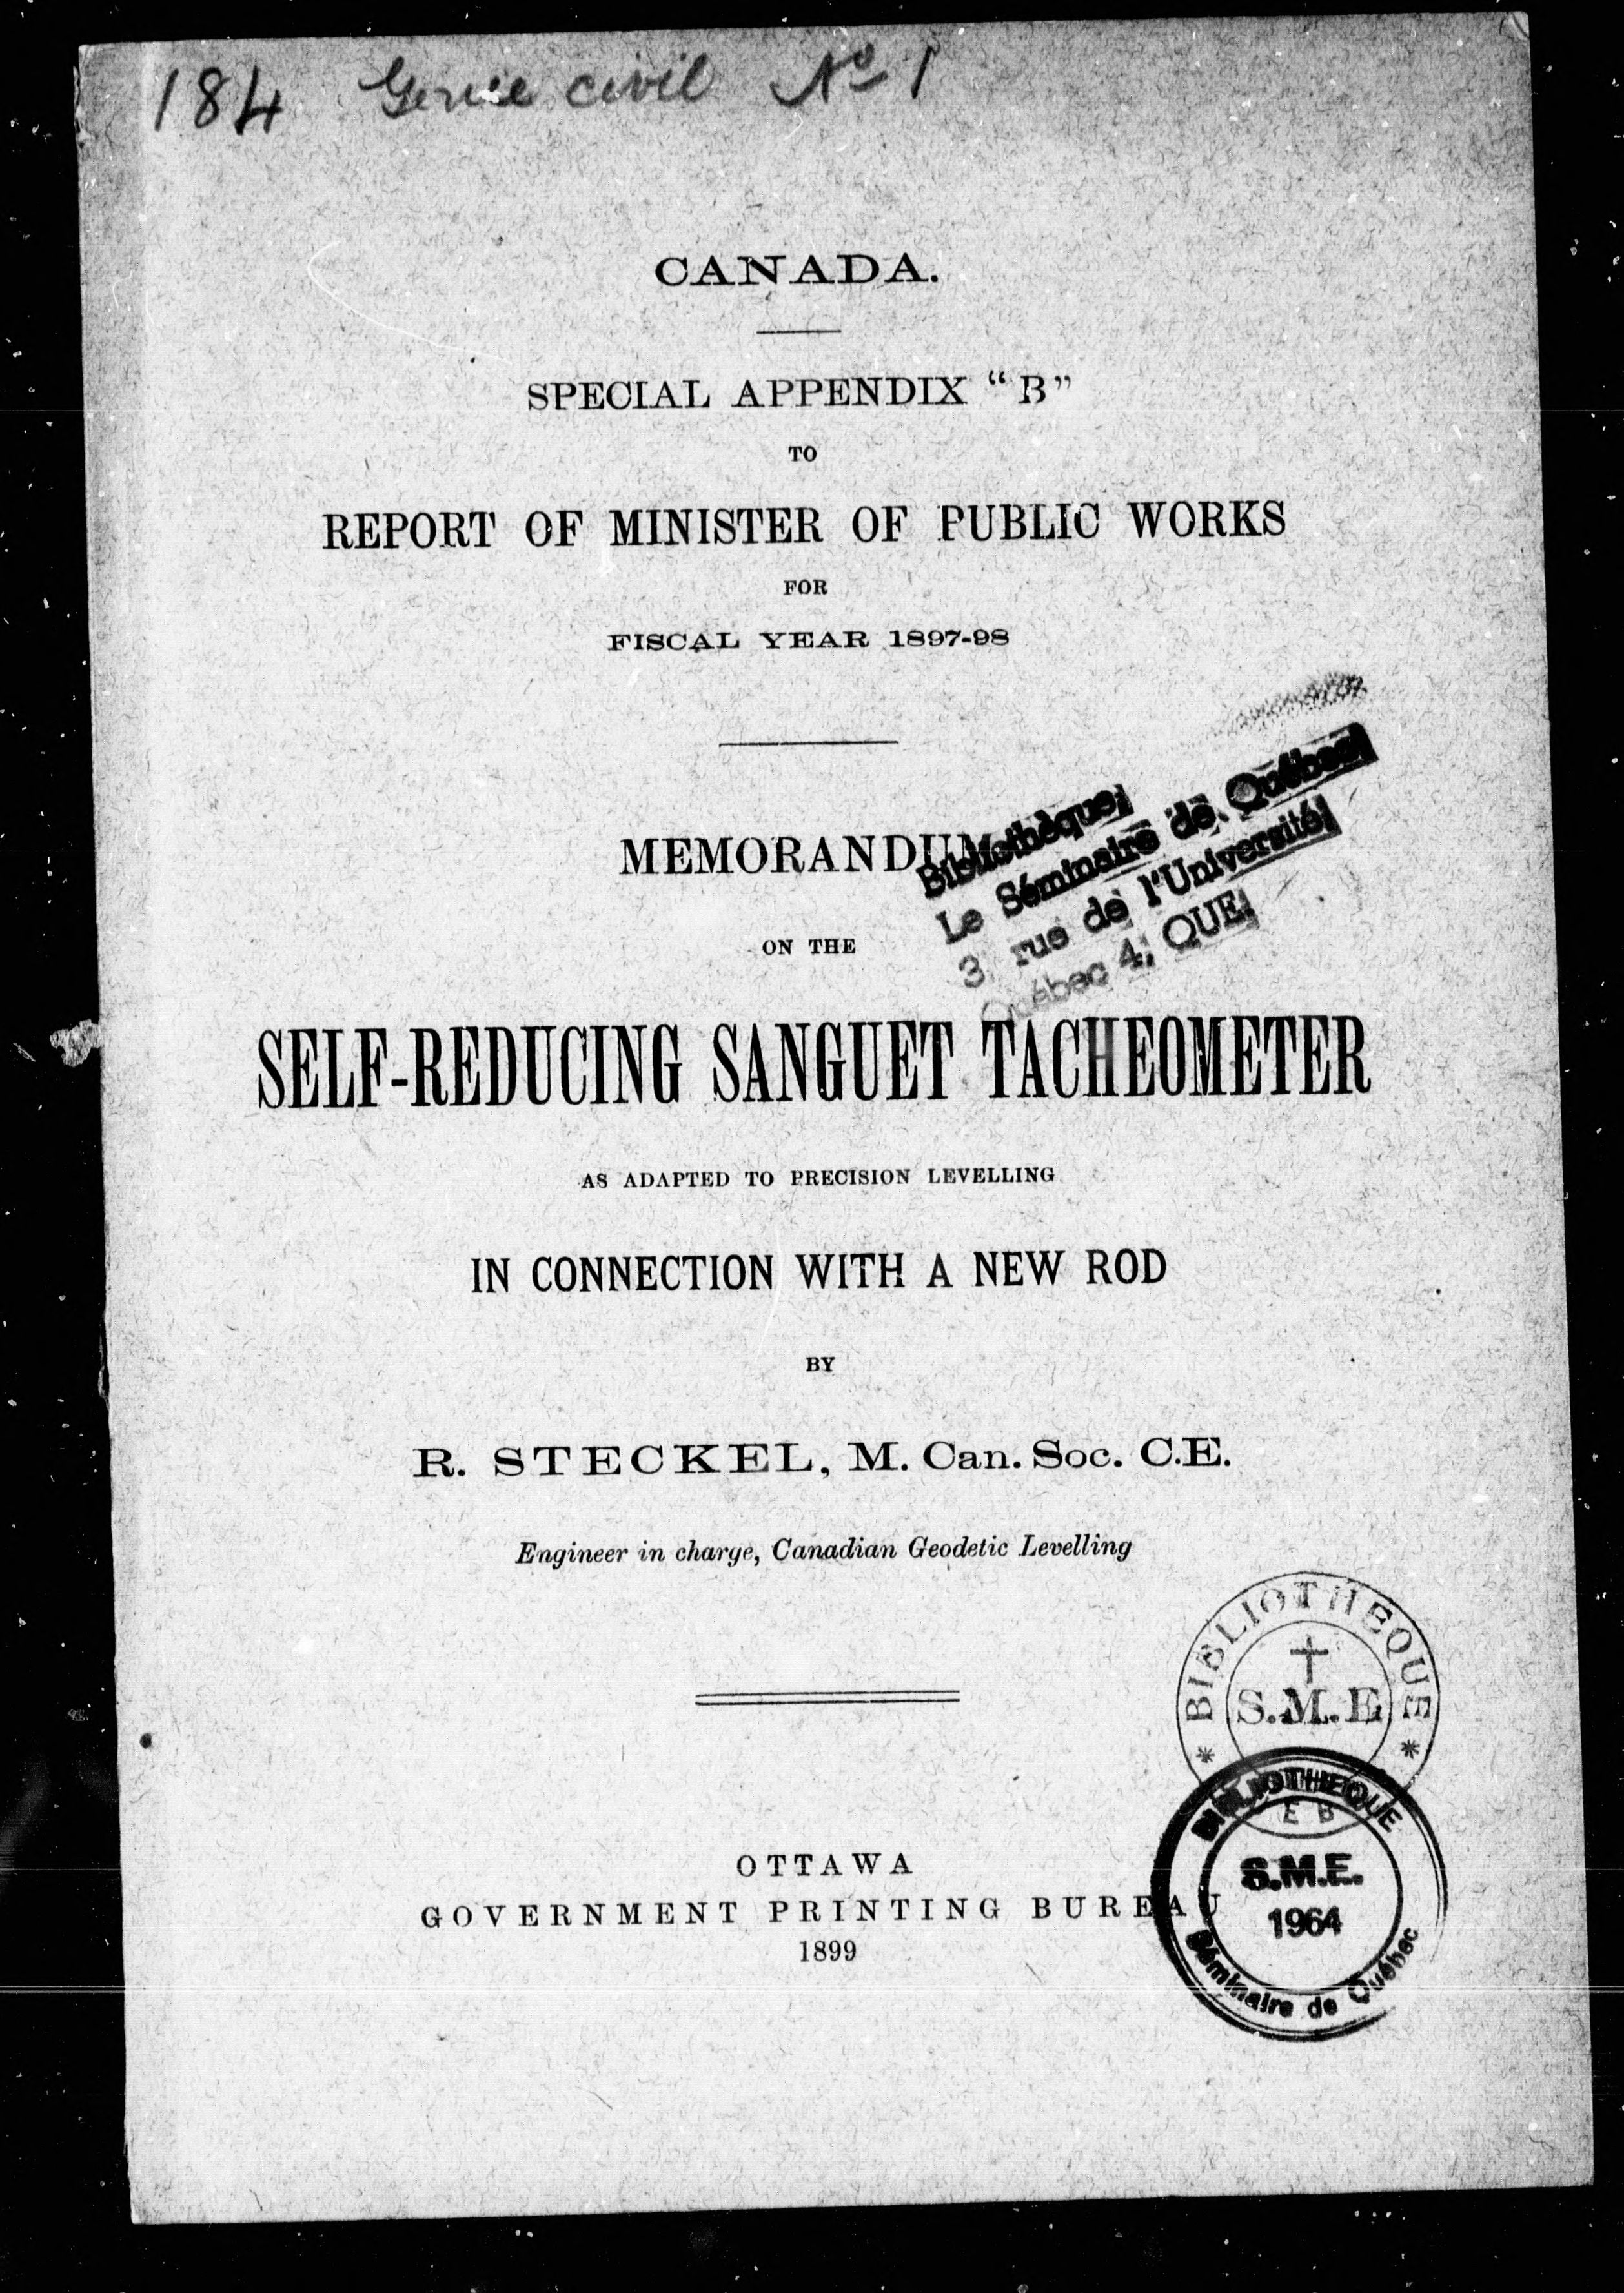 184 Genie civil No 1
CANADA.
SPECIAL APPENDIX “B”
TO
REPORT OF MINISTER OF PUBLIC WORKS
FOR
FISCAL YEAR 1897-98
MEMORANDUM
Bibliothèque,
Le Séminaire de Québec,
3 rue de l'Université,
Québec 4, QUE.
ON THE
SELF-REDUCING SANGUET TACHEOMETER
AS ADAPTED TO PRECISION LEVELLING
IN CONNECTION WITH A NEW ROD
BY
R. STECKEL, M. Can. Soc. C.E.
Engineer in charge, Canadian Geodetic Levelling
* BIBLIOTHEQUE *
S.M.E
BIBLIOTHEQUE
S.M.E.
1964
Séminaire de Québec
OTTAWA
GOVERNMENT PRINTING BUREAU
1899